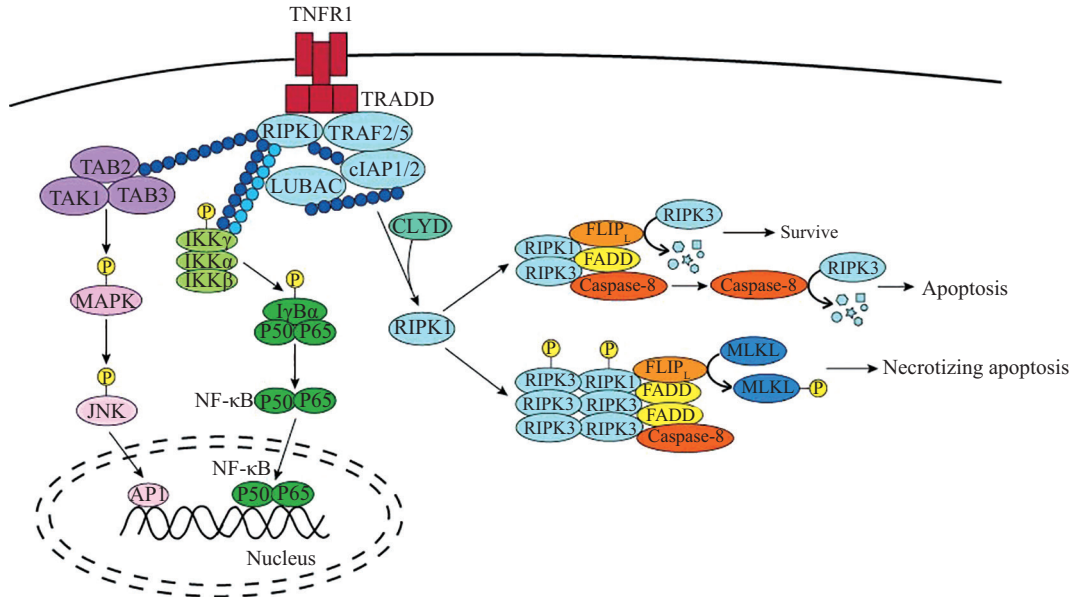 TNFR1
TRADD
RIPK1
TRAF2/5
cIAP1/2
LUBAC
TAB2
TAK1
TAB3
P
MAPK
P
JNK
AP1
P
IKKγ
IKKα
IKKβ
P
IγBα
P50 P65
NF-κB P50 P65
NF-κB
P50 P65
Nucleus
CLYD
RIPK1
FLIPL
RIPK1
FADD
RIPK3
Caspase-8
RIPK3
Survive
Caspase-8
RIPK3
Apoptosis
P
P
RIPK3
RIPK1
FLIPL
FADD
RIPK3
RIPK3
FADD
RIPK3
RIPK3
Caspase-8
MLKL
MLKL P
Necrotizing apoptosis